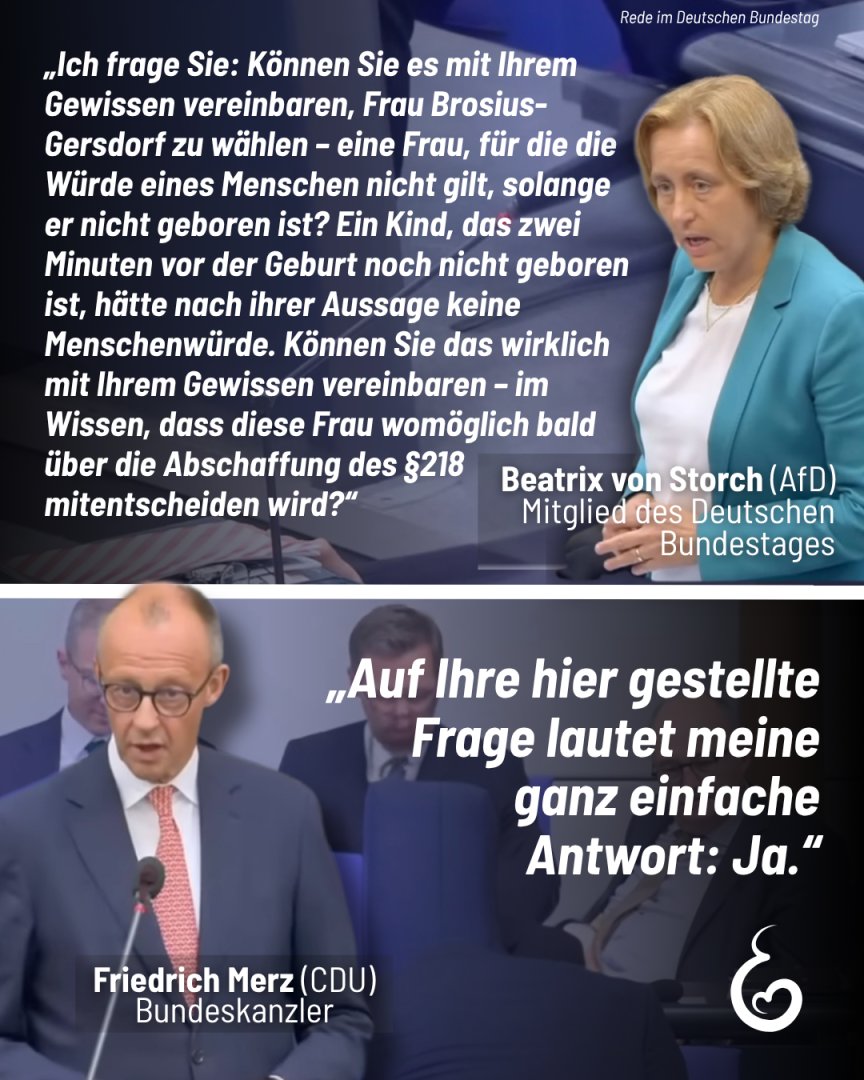 Rede im Deutschen Bundestag
„Ich frage Sie: Können Sie es mit Ihrem
Gewissen vereinbaren, Frau Brosius-
Gersdorf zu wählen – eine Frau, für die die
Würde eines Menschen nicht gilt, solange
er nicht geboren ist? Ein Kind, das zwei
Minuten vor der Geburt noch nicht geboren
ist, hätte nach ihrer Aussage keine
Menschenwürde. Können Sie das wirklich
mit Ihrem Gewissen vereinbaren – im
Wissen, dass diese Frau womöglich bald
über die Abschaffung des §218
mitentscheiden wird?“
Beatrix von Storch (AfD)
Mitglied des Deutschen
Bundestages
„Auf Ihre hier gestellte
Frage lautet meine
ganz einfache
Antwort: Ja.“
Friedrich Merz (CDU)
Bundeskanzler